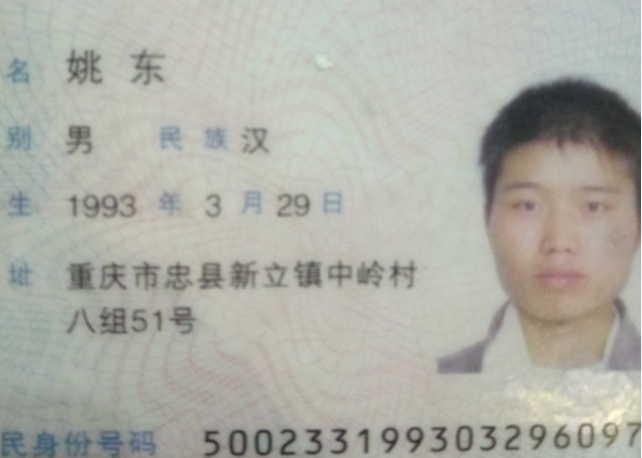 名 姚东
别 男 民族 汉
生 1993 年 3 月 29 日
址 重庆市忠县新立镇中岭村
八组51号
民身份号码 500233199303296097